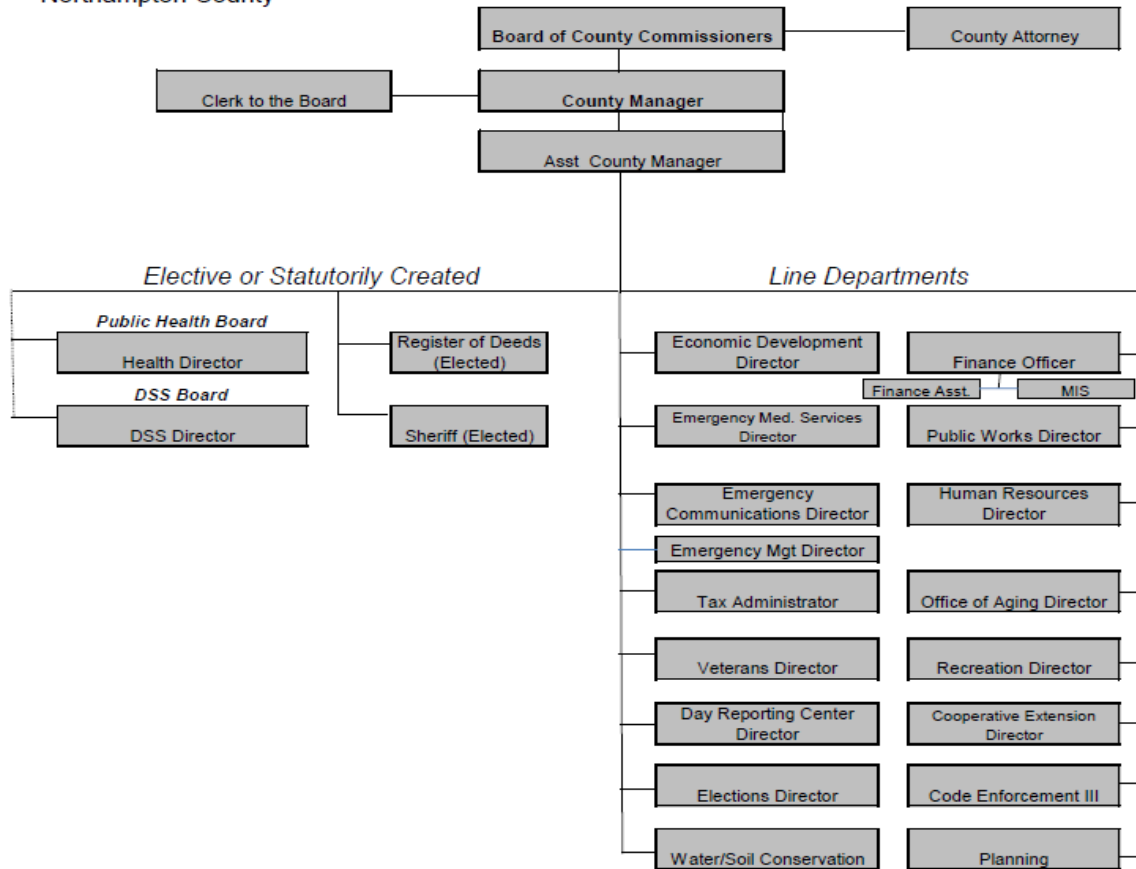 Northampton County
Board of County Commissioners
County Attorney
Clerk to the Board
County Manager
Asst County Manager
Elective or Statutorily Created
Line Departments
Public Health Board
Health Director
DSS Board
DSS Director
Register of Deeds
(Elected)
Sheriff (Elected)
Economic Development
Director
Finance Officer
Finance Asst.
MIS
Emergency Med. Services
Director
Public Works Director
Emergency
Communications Director
Human Resources
Director
Emergency Mgt Director
Tax Administrator
Office of Aging Director
Veterans Director
Recreation Director
Day Reporting Center
Director
Cooperative Extension
Director
Elections Director
Code Enforcement III
Water/Soil Conservation
Planning